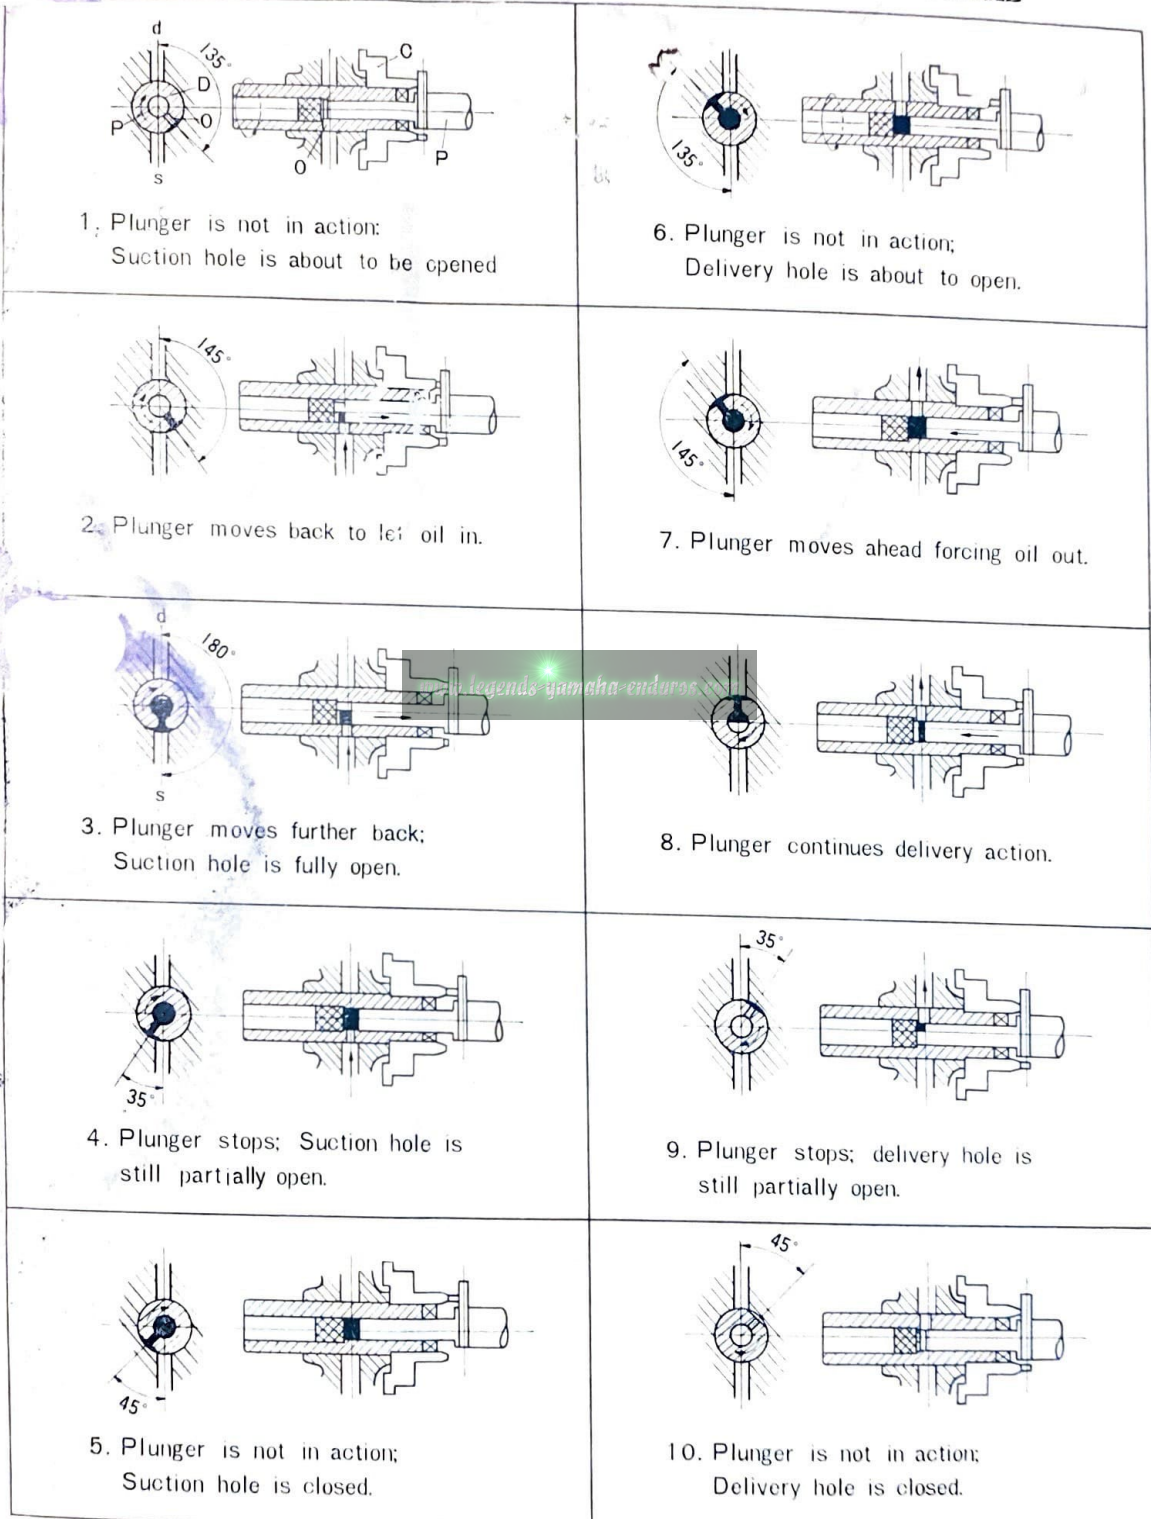 d
135°
D
P
O
s
C
O
P
1. Plunger is not in action:
Suction hole is about to be opened
145°
2. Plunger moves back to let oil in.
d
180°
s
3. Plunger moves further back;
Suction hole is fully open.
35°
4. Plunger stops; Suction hole is
still partially open.
45°
5. Plunger is not in action;
Suction hole is closed.
135°
6. Plunger is not in action;
Delivery hole is about to open.
145°
7. Plunger moves ahead forcing oil out.
www.legends-yamaha-enduros
8. Plunger continues delivery action.
35°
9. Plunger stops; delivery hole is
still partially open.
45°
10. Plunger is not in action;
Delivery hole is closed.